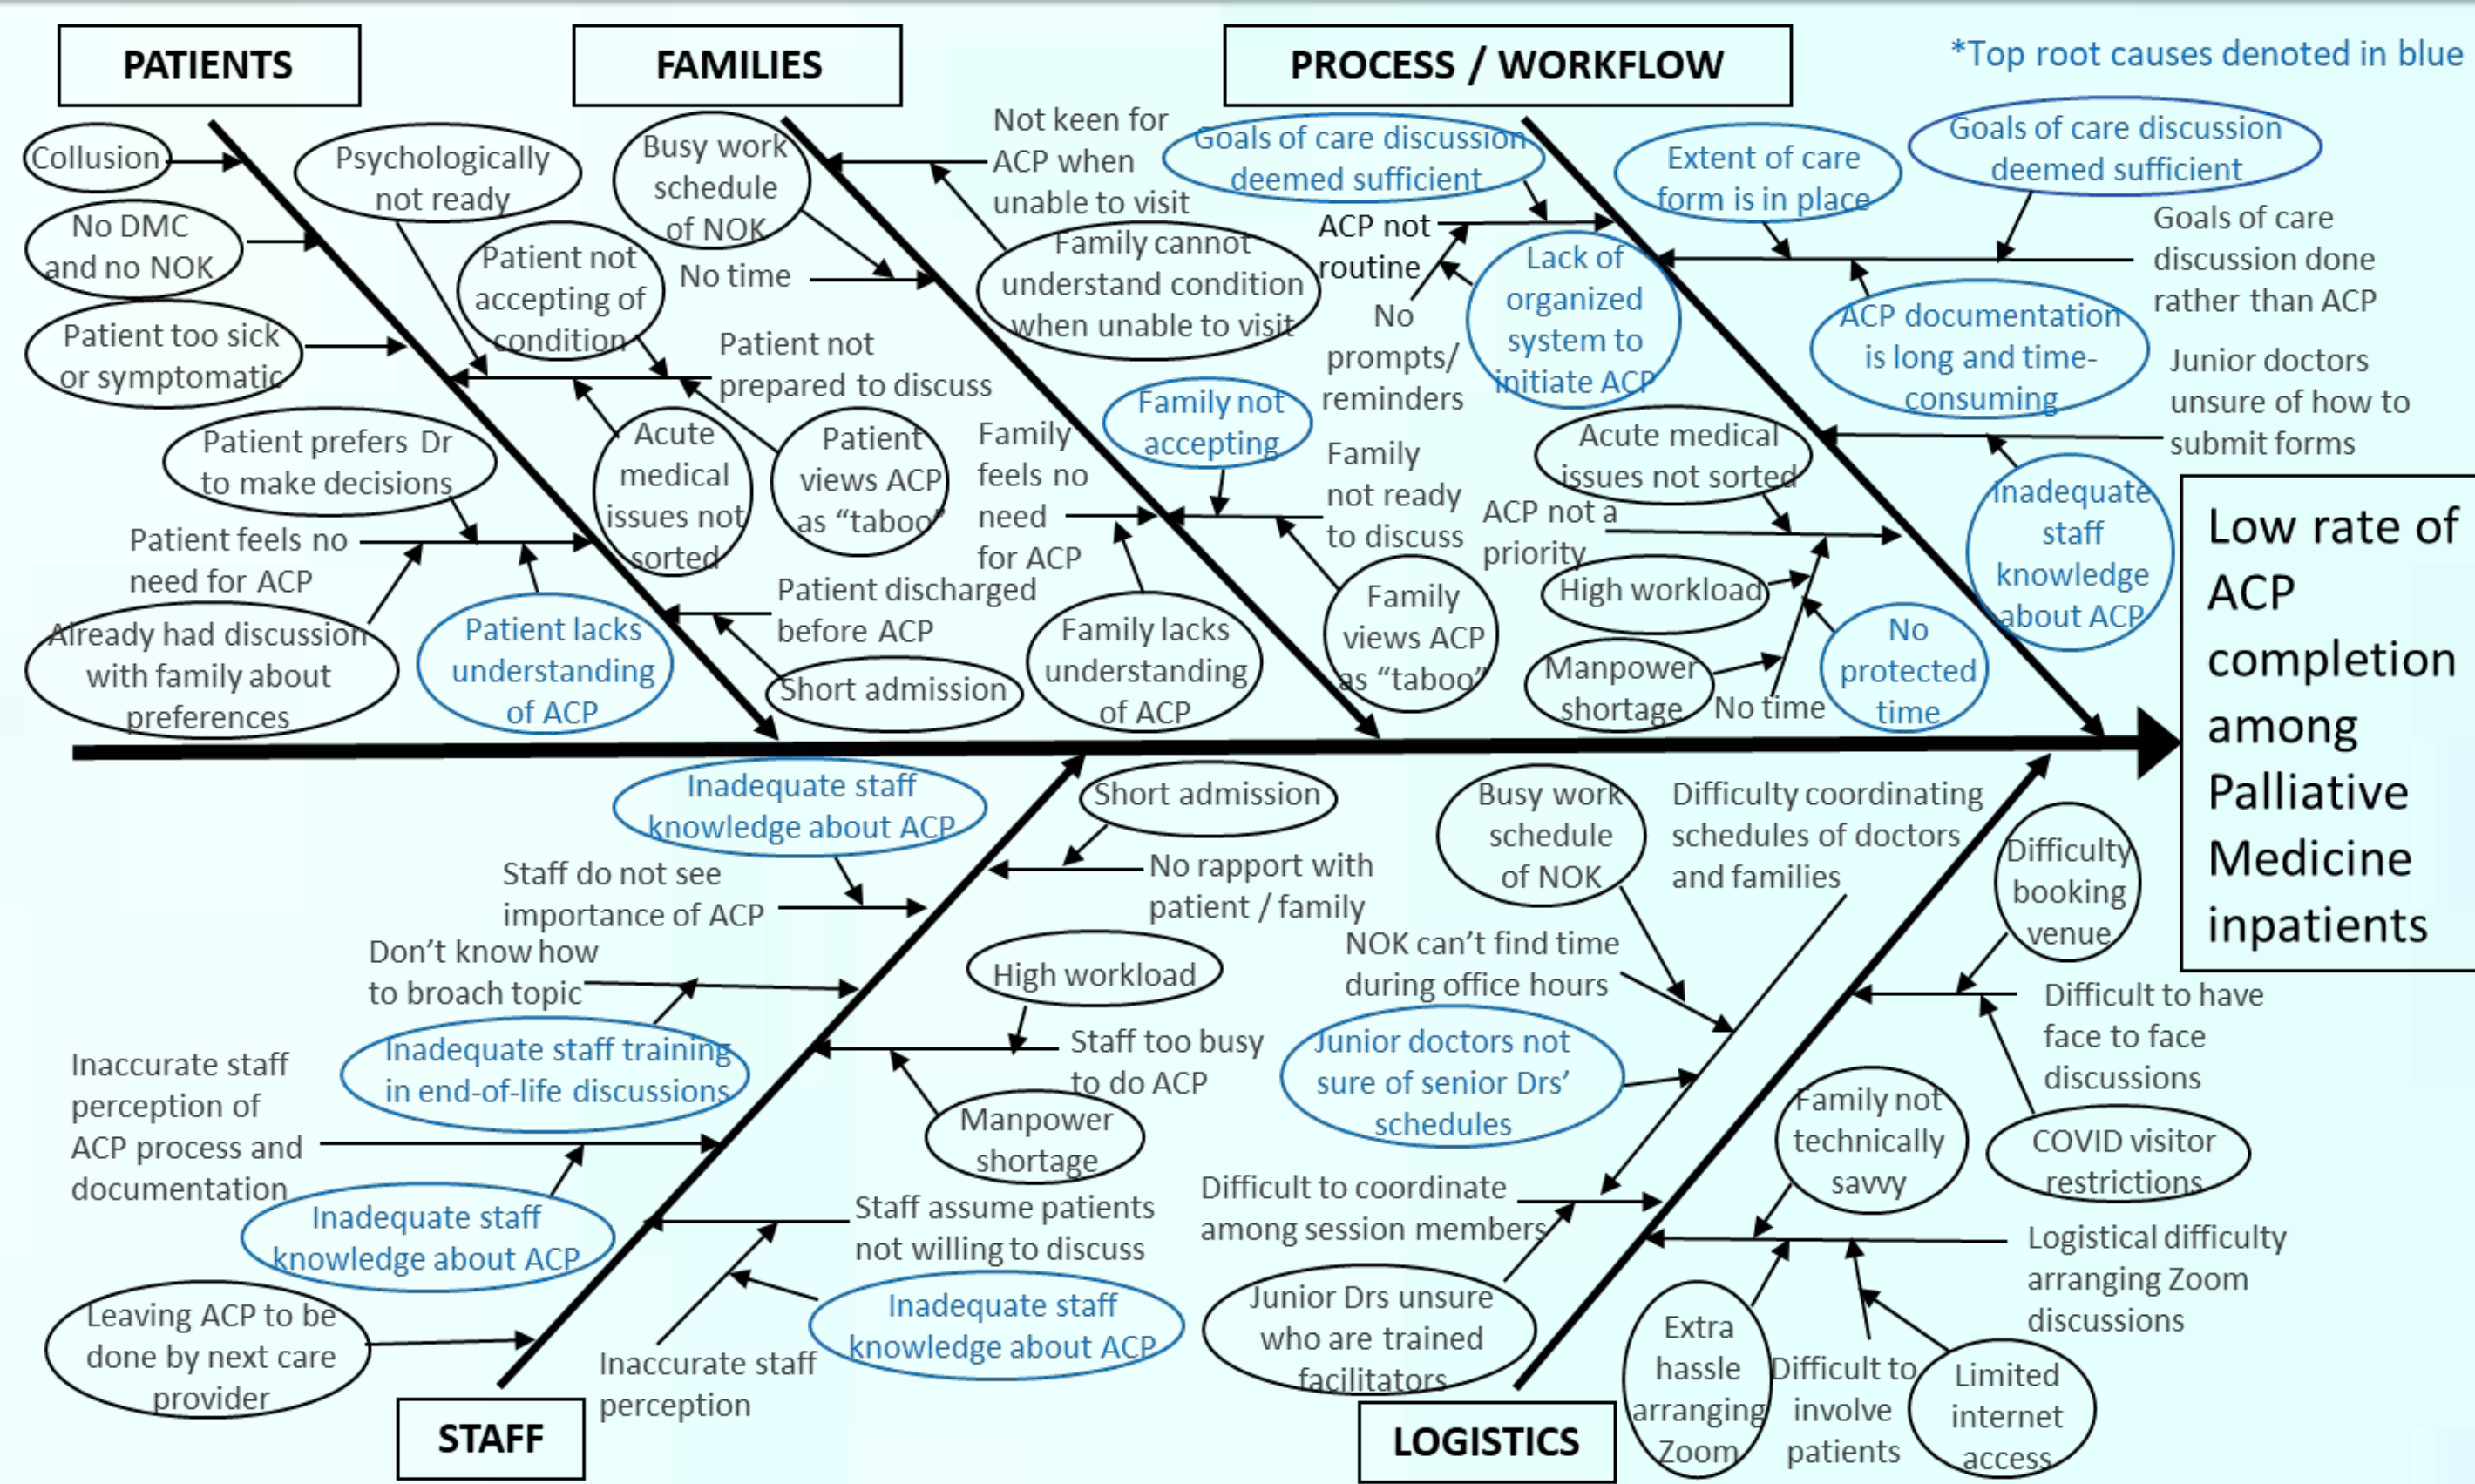 PATIENTS
FAMILIES
PROCESS / WORKFLOW
*Top root causes denoted in blue
Collusion
No DMC
and no NOK
Patient too sick
or symptomatic
Psychologically
not ready
Patient not
accepting of
condition
Patient not
prepared to discuss
Acute
medical
issues not
sorted
Patient
views ACP
as “taboo”
Patient prefers Dr
to make decisions
Patient feels no
need for ACP
Already had discussion
with family about
preferences
Patient lacks
understanding
of ACP
Patient discharged
before ACP
Short admission
Busy work
schedule
of NOK
No time
Not keen for
ACP when
unable to visit
Family cannot
understand condition
when unable to visit
Family
feels no
need
for ACP
Family lacks
understanding
of ACP
Family not
accepting
Family
not ready
to discuss
Family
views ACP
as “taboo”
Goals of care discussion
deemed sufficient
ACP not
routine
No
prompts/
reminders
Lack of
organized
system to
initiate ACP
Extent of care
form is in place
Goals of care discussion
deemed sufficient
Goals of care
discussion done
rather than ACP
ACP documentation
is long and time-
consuming
Junior doctors
unsure of how to
submit forms
Inadequate
staff
knowledge
about ACP
Acute medical
issues not sorted
ACP not a
priority
High workload
Manpower
shortage
No time
No
protected
time
Low rate of
ACP
completion
among
Palliative
Medicine
inpatients
Inadequate staff
knowledge about ACP
Staff do not see
importance of ACP
Short admission
No rapport with
patient / family
Don’t know how
to broach topic
Inadequate staff training
in end-of-life discussions
High workload
Staff too busy
to do ACP
Manpower
shortage
Inaccurate staff
perception of
ACP process and
documentation
Inadequate staff
knowledge about ACP
Staff assume patients
not willing to discuss
Inadequate staff
knowledge about ACP
Inaccurate staff
perception
Leaving ACP to be
done by next care
provider
STAFF
Busy work
schedule
of NOK
Difficulty coordinating
schedules of doctors
and families
NOK can’t find time
during office hours
Junior doctors not
sure of senior Drs’
schedules
Difficult to coordinate
among session members
Junior Drs unsure
who are trained
facilitators
Difficulty
booking
venue
Difficult to have
face to face
discussions
COVID visitor
restrictions
Family not
technically
savvy
Logistical difficulty
arranging Zoom
discussions
Extra
hassle
arranging
Zoom
Difficult to
involve
patients
Limited
internet
access
LOGISTICS